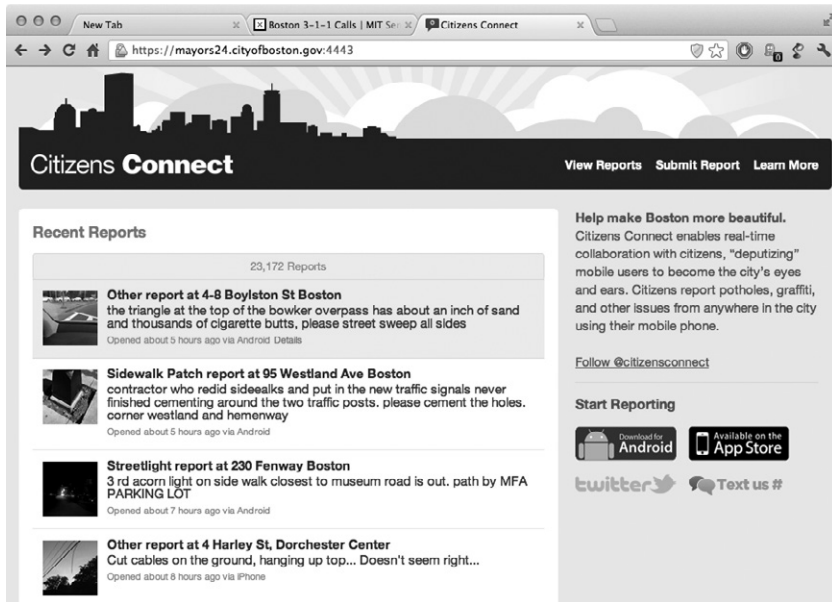 New Tab
Boston 3-1-1 Calls | MIT Sen
Citizens Connect
https://mayors24.cityofboston.gov:4443
Citizens Connect
View Reports Submit Report Learn More
Recent Reports
23,172 Reports
Other report at 4-8 Boylston St Boston
the triangle at the top of the bowker overpass has about an inch of sand
and thousands of cigarette butts, please street sweep all sides
Opened about 5 hours ago via Android Details
Sidewalk Patch report at 95 Westland Ave Boston
contractor who redid sideealks and put in the new traffic signals never
finished cementing around the two traffic posts. please cement the holes.
corner westland and hemenway
Opened about 5 hours ago via Android
Streetlight report at 230 Fenway Boston
3 rd acorn light on side walk closest to museum road is out. path by MFA
PARKING LOT
Opened about 7 hours ago via Android
Other report at 4 Harley St, Dorchester Center
Cut cables on the ground, hanging up top... Doesn't seem right...
Opened about 8 hours ago via iPhone
Help make Boston more beautiful.
Citizens Connect enables real-time
collaboration with citizens, “deputizing”
mobile users to become the city's eyes
and ears. Citizens report potholes, graffiti,
and other issues from anywhere in the city
using their mobile phone.
Follow @citizensconnect
Start Reporting
Download for
Android
Available on the
App Store
twitter
Text us #